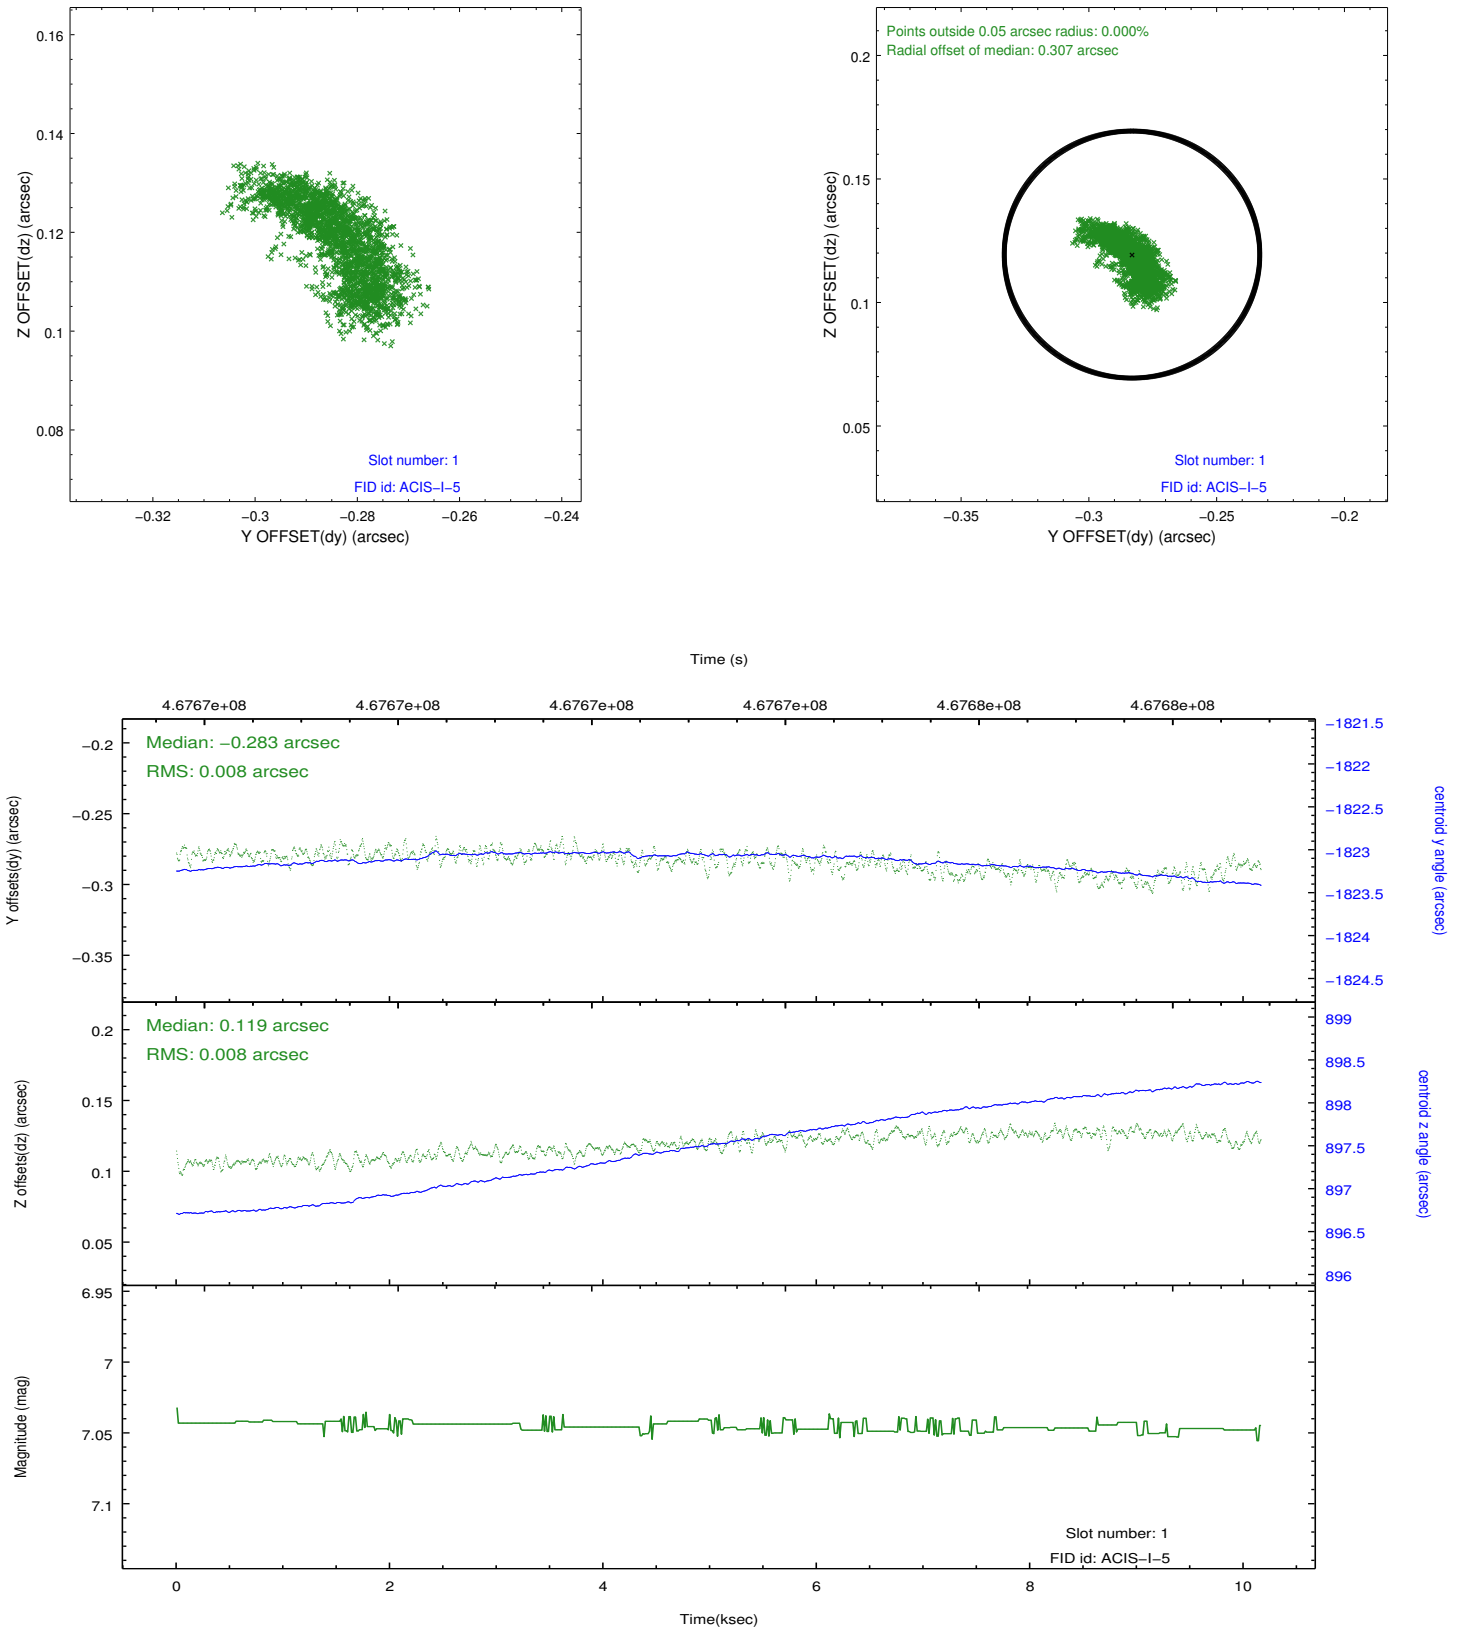 0.16
0.14
0.12
0.1
0.08
Z OFFSET(dz) (arcsec)
Slot number: 1
FID id: ACIS−I−5
−0.32 −0.3 −0.28 −0.26 −0.24
Y OFFSET(dy) (arcsec)
Points outside 0.05 arcsec radius: 0.000%
Radial offset of median: 0.307 arcsec
0.2
0.15
0.1
0.05
Z OFFSET(dz) (arcsec)
Slot number: 1
FID id: ACIS−I−5
−0.35 −0.3 −0.25 −0.2
Y OFFSET(dy) (arcsec)
Time (s)
4.6767e+08 4.6767e+08 4.6767e+08 4.6767e+08 4.6768e+08 4.6768e+08
Median: −0.283 arcsec
RMS: 0.008 arcsec
−0.2
−0.25
−0.3
−0.35
Y offsets(dy) (arcsec)
−1821.5
−1822
−1822.5
−1823
−1823.5
−1824
−1824.5
centroid y angle (arcsec)
Median: 0.119 arcsec
RMS: 0.008 arcsec
0.2
0.15
0.1
0.05
Z offsets(dz) (arcsec)
899
898.5
898
897.5
897
896.5
896
centroid z angle (arcsec)
6.95
7
7.05
7.1
Magnitude (mag)
Slot number: 1
FID id: ACIS−I−5
0 2 4 6 8 10
Time(ksec)